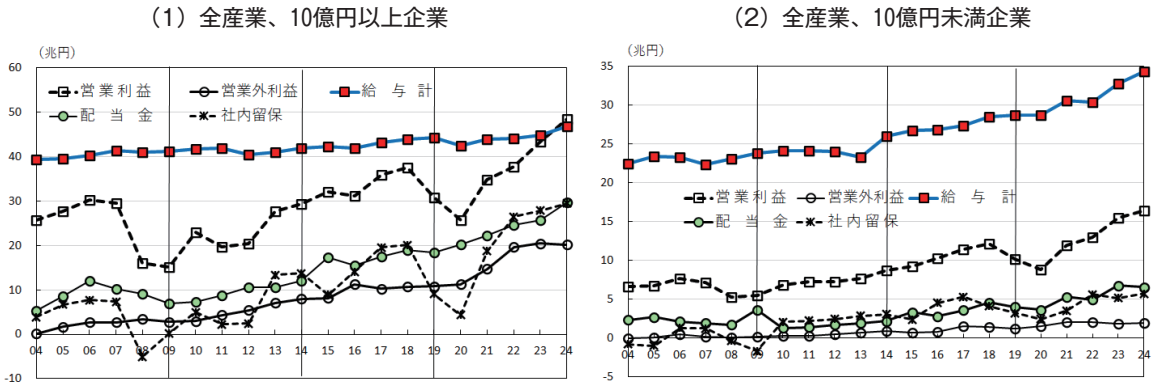 （1）全産業、10億円以上企業
（兆円）
60
50
40
30
20
10
0
-10
営業利益 営業外利益 給与計
配当金 社内留保
04 05 06 07 08 09 10 11 12 13 14 15 16 17 18 19 20 21 22 23 24
（2）全産業、10億円未満企業
（兆円）
35
30
25
20
15
10
5
0
-5
営業利益 営業外利益 給与計
配当金 社内留保
04 05 06 07 08 09 10 11 12 13 14 15 16 17 18 19 20 21 22 23 24